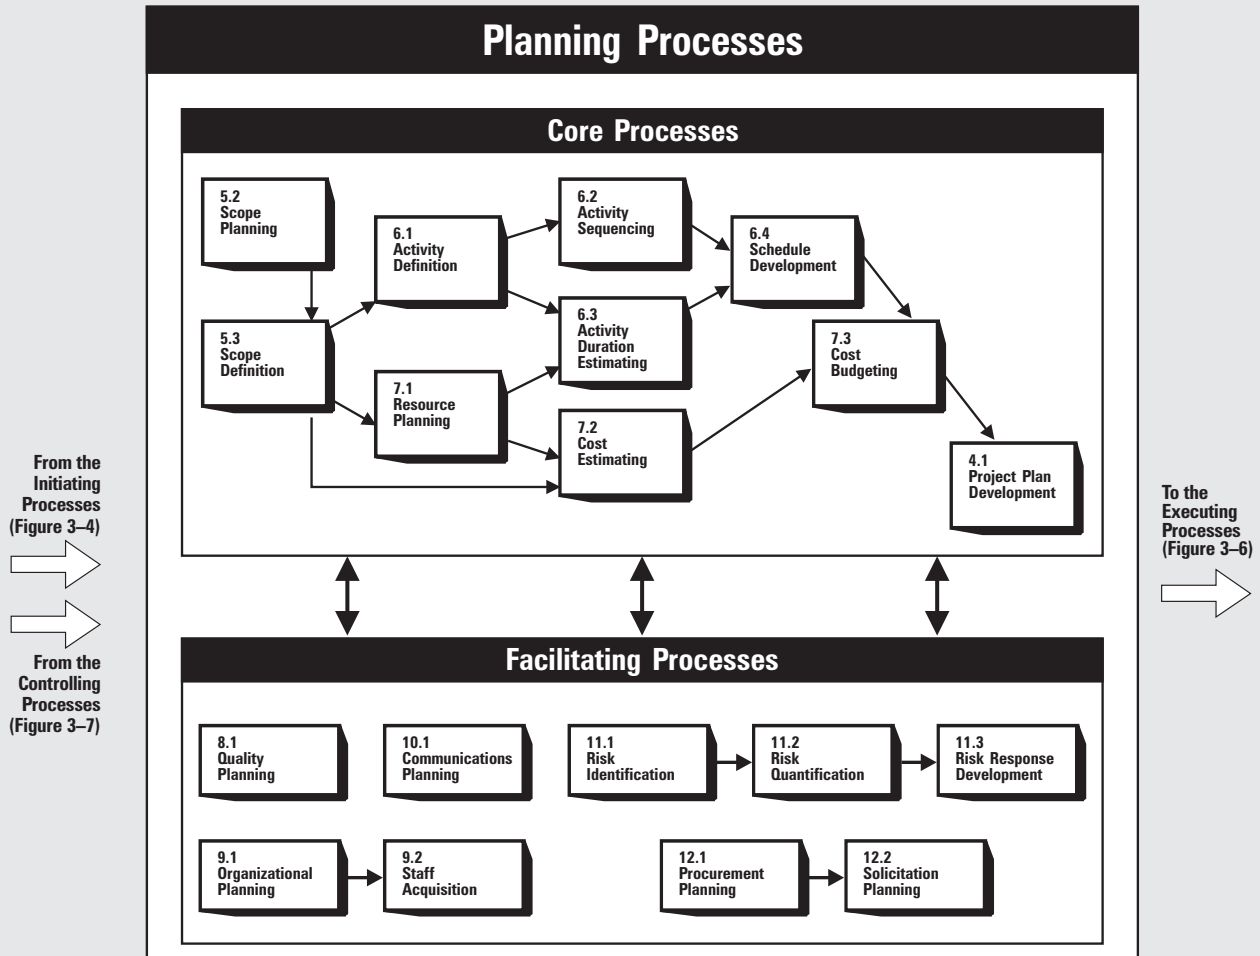 Planning Processes
Core Processes
5.2
Scope
Planning
5.3
Scope
Definition
6.1
Activity
Definition
7.1
Resource
Planning
6.2
Activity
Sequencing
6.3
Activity
Duration
Estimating
7.2
Cost
Estimating
6.4
Schedule
Development
7.3
Cost
Budgeting
4.1
Project Plan
Development
From the
Initiating
Processes
(Figure 3–4)
From the
Controlling
Processes
(Figure 3–7)
To the
Executing
Processes
(Figure 3–6)
Facilitating Processes
8.1
Quality
Planning
10.1
Communications
Planning
11.1
Risk
Identification
11.2
Risk
Quantification
11.3
Risk Response
Development
9.1
Organizational
Planning
9.2
Staff
Acquisition
12.1
Procurement
Planning
12.2
Solicitation
Planning